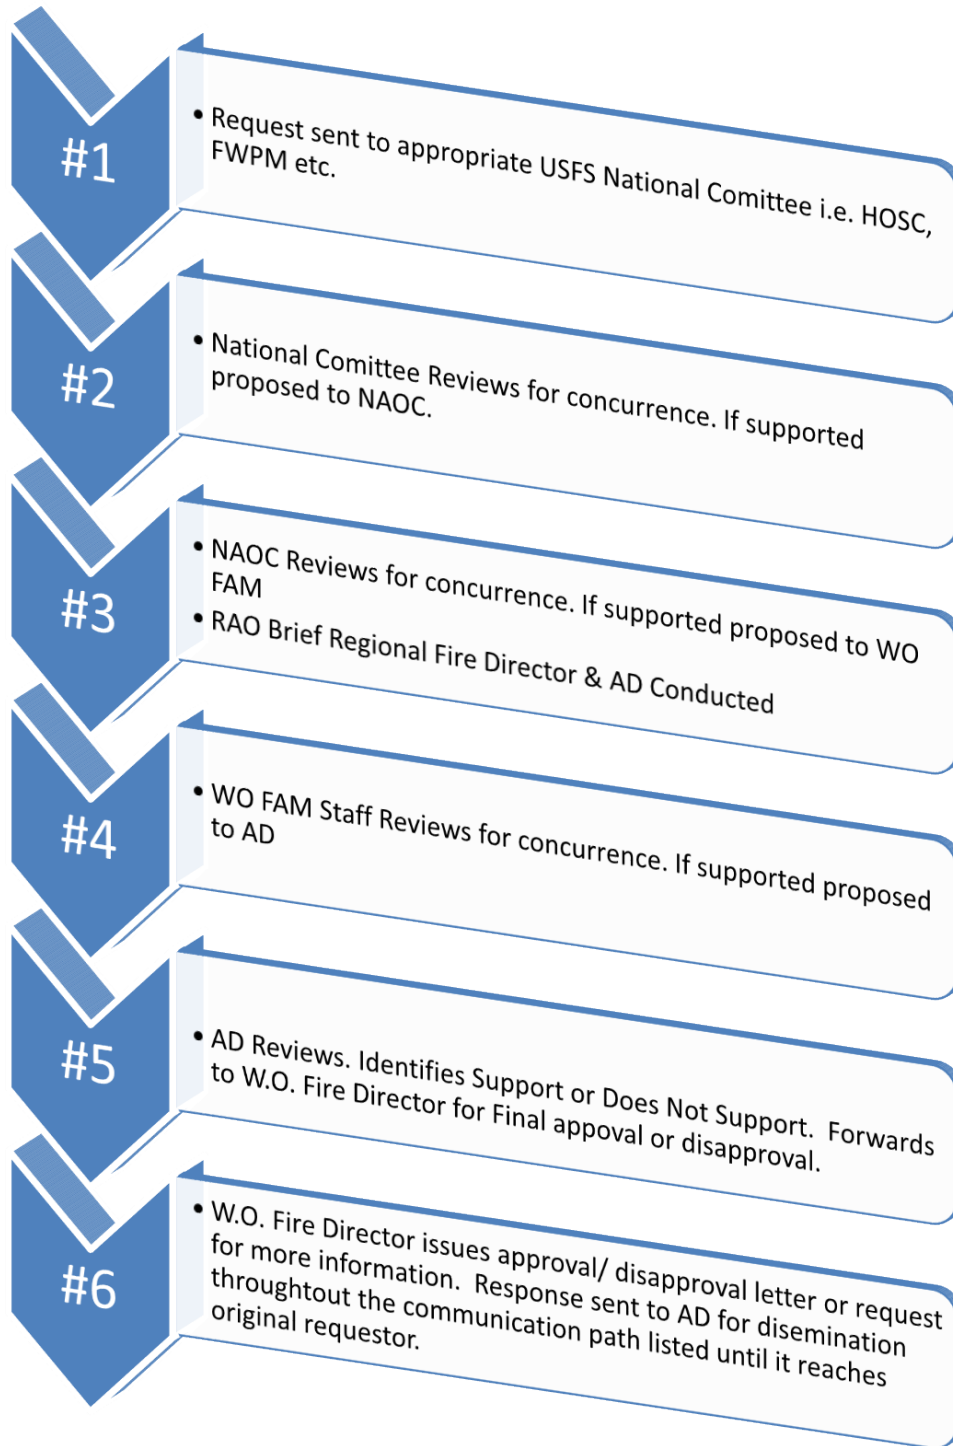 #1
• Request sent to appropriate USFS National Comittee i.e. HOSC,
FWPM etc.
#2
• National Comittee Reviews for concurrence. If supported
proposed to NAOC.
#3
• NAOC Reviews for concurrence. If supported proposed to WO
FAM
• RAO Brief Regional Fire Director & AD Conducted
#4
• WO FAM Staff Reviews for concurrence. If supported proposed
to AD
#5
• AD Reviews. Identifies Support or Does Not Support.  Forwards
to W.O. Fire Director for Final appoval or disapproval.
#6
• W.O. Fire Director issues approval/ disapproval letter or request
for more information.  Response sent to AD for disemination
throughtout the communication path listed until it reaches
original requestor.